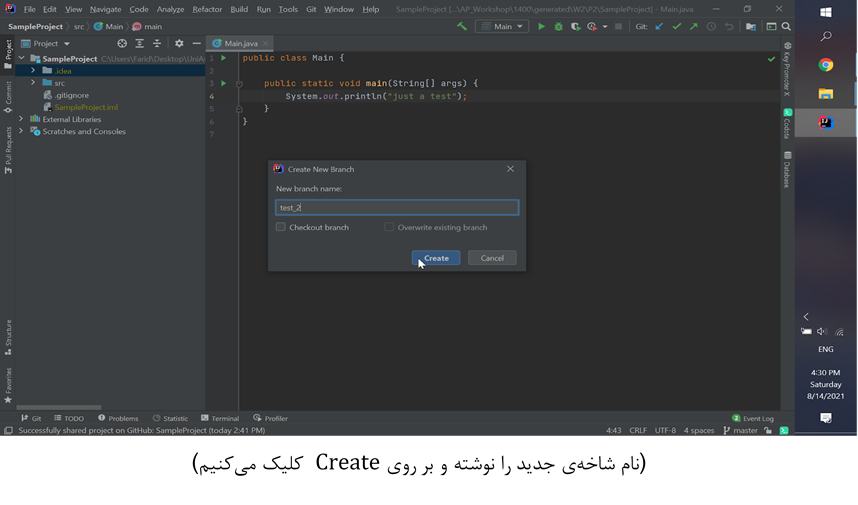 File Edit View Navigate Code Analyze Refactor Build Run Tools Git Window Help SampleProject [...\AP_Workshop\1400\generated\W2\P2\SampleProject] - Main.java
SampleProject src Main main
Main
Git:
Project
Main.java
SampleProject C:\Users\Farid\Desktop\UniA
.idea
src
.gitignore
SampleProject.iml
External Libraries
Scratches and Consoles
1 public class Main {
2
3 public static void main(String[] args) {
4 System.out.println("just a test");
5 }
6 }
7
Project
Commit
Pull Requests
Structure
Favorites
Key Promoter X
Codota
Database
Create New Branch
New branch name:
test_2
Checkout branch Overwrite existing branch
Create Cancel
Git TODO Problems Statistic Terminal Profiler 2 Event Log
Successfully shared project on GitHub: SampleProject (today 2:41 PM) 4:43 CRLF UTF-8 4 spaces master
ENG
4:30 PM
Saturday
8/14/2021
(نام شاخه‌ی جدید را نوشته و بر روی Create کلیک می‌کنیم)